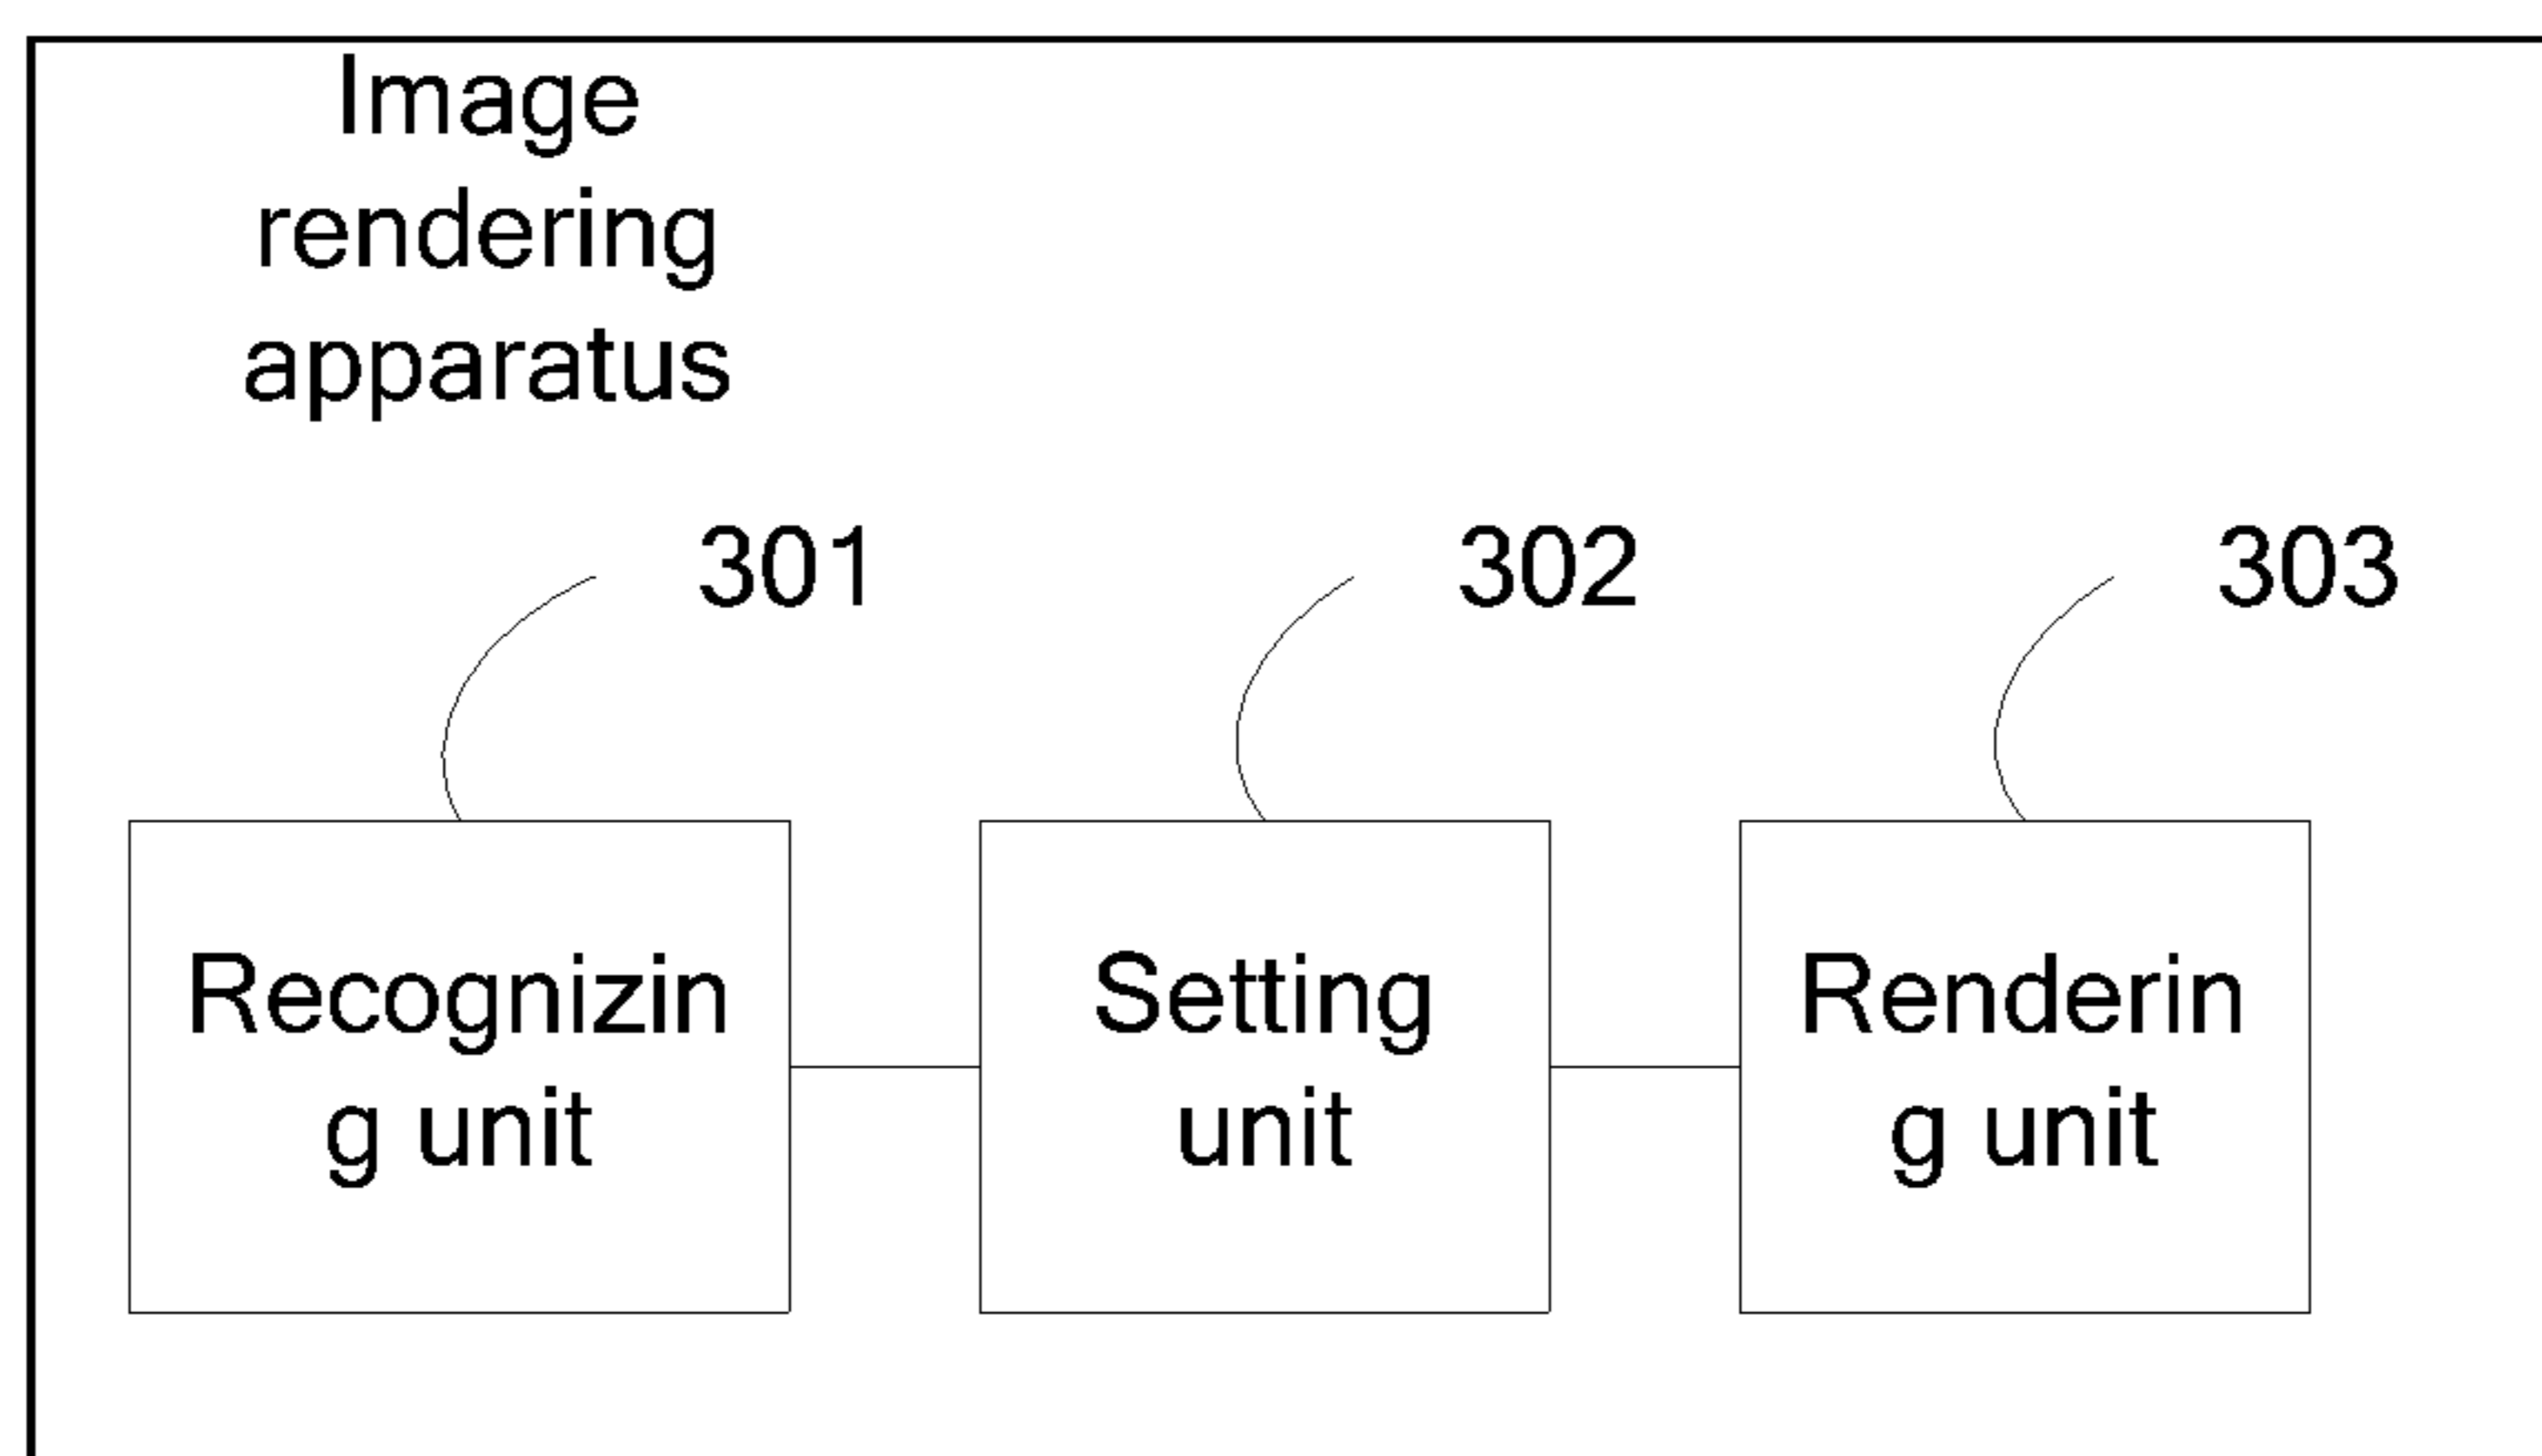 Image
rendering
apparatus
301
302
303
Recognizin
g unit
Setting
unit
Renderin
g unit